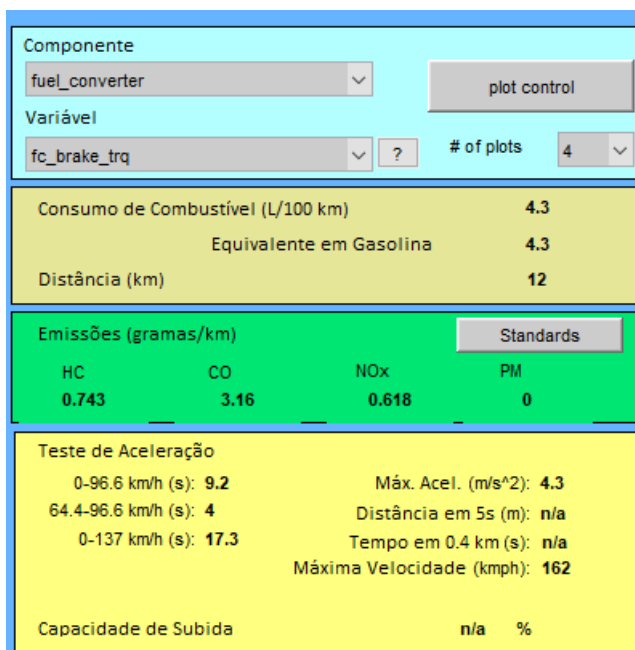 Componente
fuel_converter
plot control
Variável
fc_brake_trq
?
# of plots
4
Consumo de Combustível (L/100 km) 4.3
Equivalente em Gasolina 4.3
Distância (km) 12
Emissões (gramas/km) Standards
HC CO NOx PM
0.743 3.16 0.618 0
Teste de Aceleração
0-96.6 km/h (s): 9.2 Máx. Acel. (m/s^2): 4.3
64.4-96.6 km/h (s): 4 Distância em 5s (m): n/a
0-137 km/h (s): 17.3 Tempo em 0.4 km (s): n/a
Máxima Velocidade (kmph): 162
Capacidade de Subida n/a %